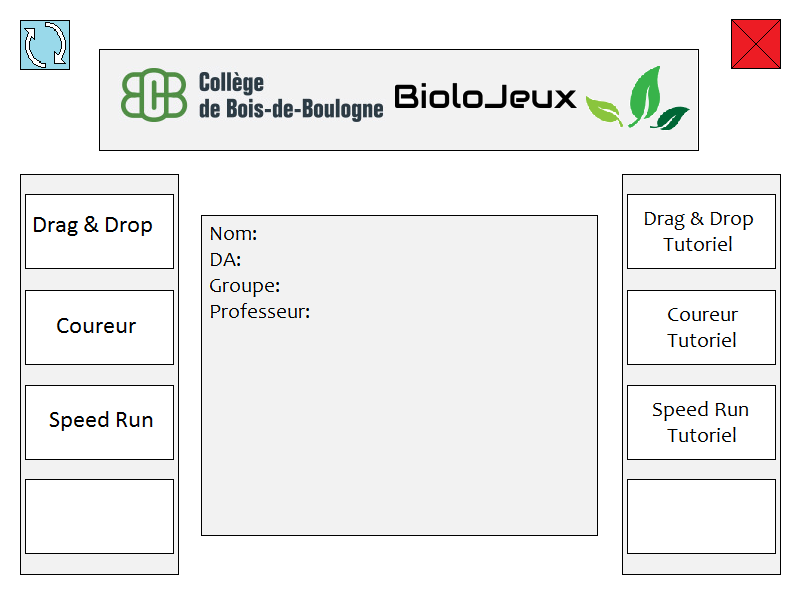 Collège
de Bois-de-Boulogne
BioloJeux
Drag & Drop
Coureur
Speed Run
Nom:
DA:
Groupe:
Professeur:
Drag & Drop
Tutoriel
Coureur
Tutoriel
Speed Run
Tutoriel